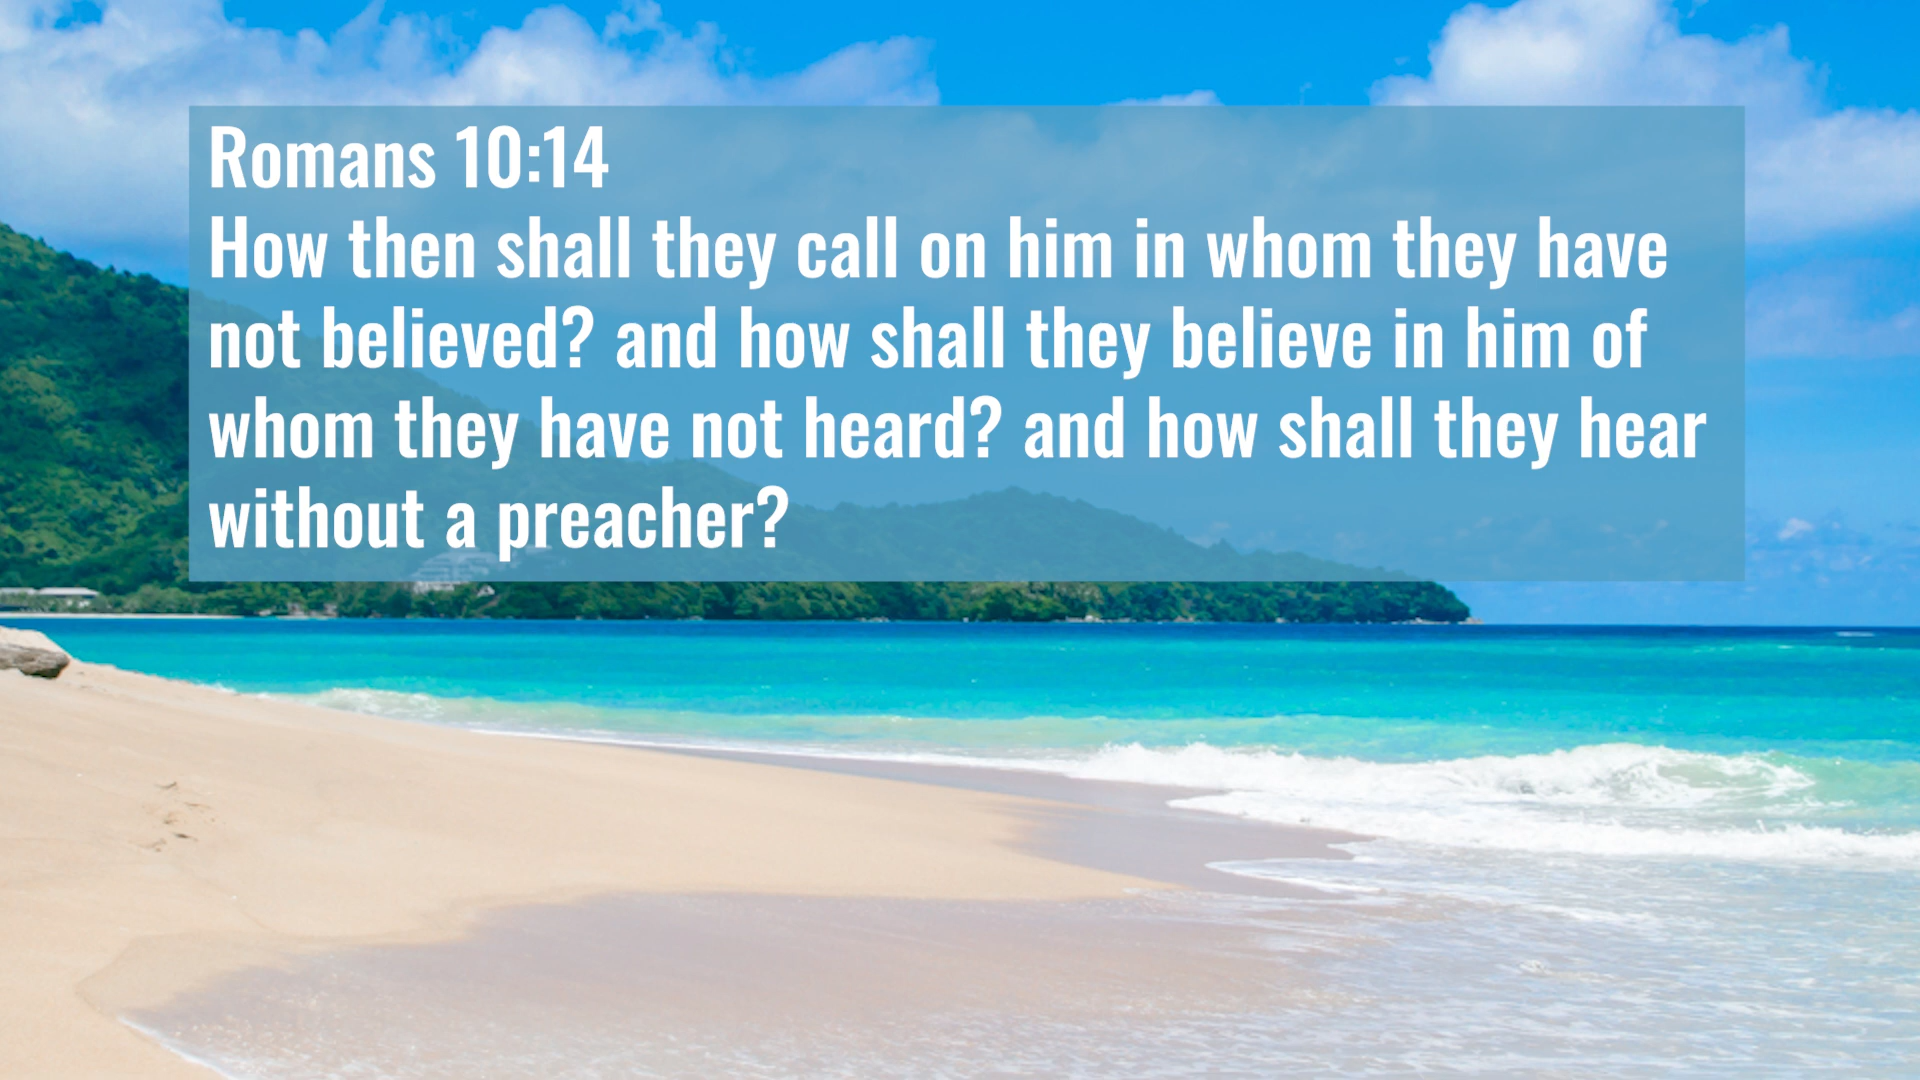 Romans 10:14
How then shall they call on him in whom they have
not believed? and how shall they believe in him of
whom they have not heard? and how shall they hear
without a preacher?